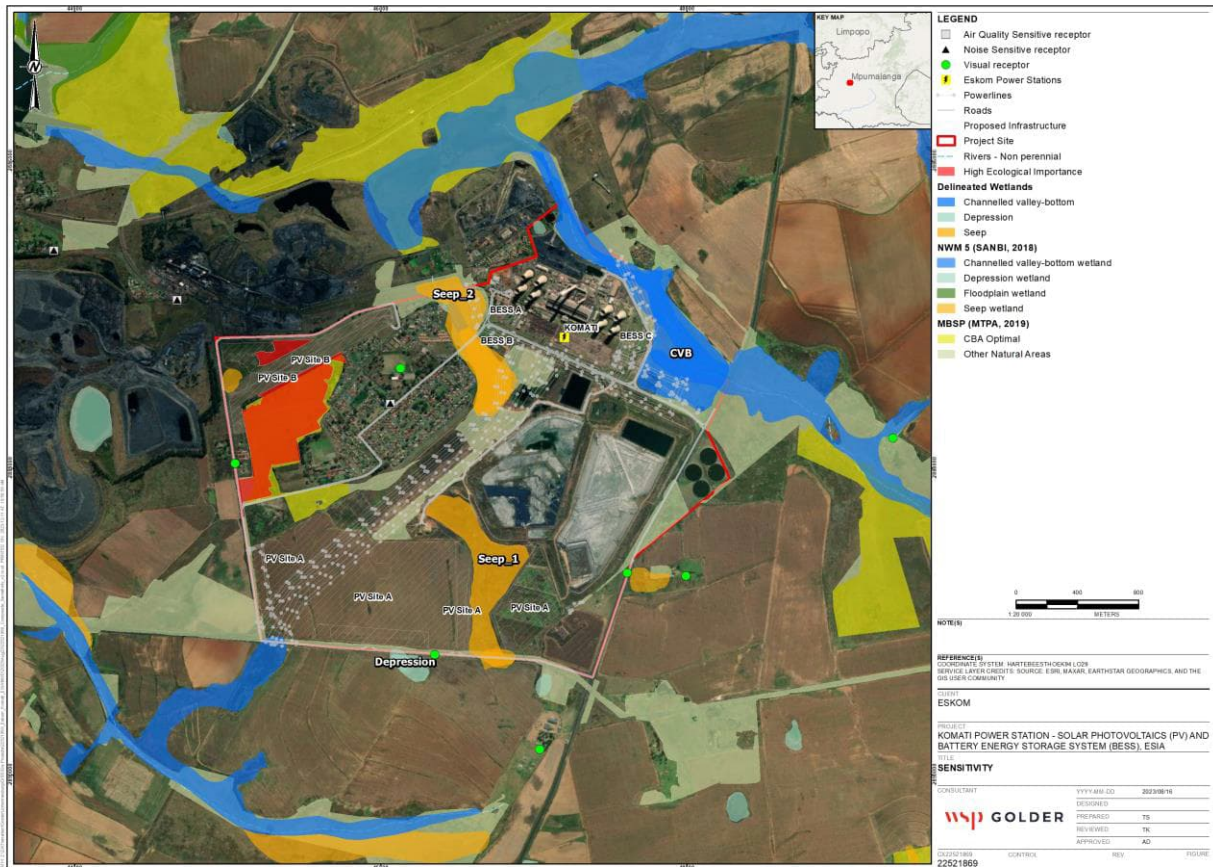 KEY MAP
Limpopo
Mpumalanga
N
Seep_2
BESS A
BESS B
KOMATI
BESS C
CVB
PV Site B
PV Site B
Seep_1
PV Site A
PV Site A
PV Site A
PV Site A
Depression
LEGEND
Air Quality Sensitive receptor
Noise Sensitive receptor
Visual receptor
Eskom Power Stations
Powerlines
Roads
Proposed Infrastructure
Project Site
Rivers - Non perennial
High Ecological Importance
Delineated Wetlands
Channelled valley-bottom
Depression
Seep
NWM 5 (SANBI, 2018)
Channelled valley-bottom wetland
Depression wetland
Floodplain wetland
Seep wetland
MBSP (MTPA, 2019)
CBA Optimal
Other Natural Areas
0 400 800
METERS
NOTE(S)
REFERENCE(S)
COORDINATE SYSTEM: HARTEBEESTHOEK94 LO29
SERVICE LAYER CREDITS: SOURCE: ESRI, MAXAR, EARTHSTAR GEOGRAPHICS, AND THE
GIS USER COMMUNITY
CLIENT
ESKOM
PROJECT
KOMATI POWER STATION - SOLAR PHOTOVOLTAICS (PV) AND
BATTERY ENERGY STORAGE SYSTEM (BESS), ESIA
TITLE
SENSITIVITY
CONSULTANT
wsp GOLDER
YYYY-MM-DD 2023/08/16
DESIGNED
PREPARED TS
REVIEWED TK
APPROVED AD
CONTROL REV FIGURE
22521869